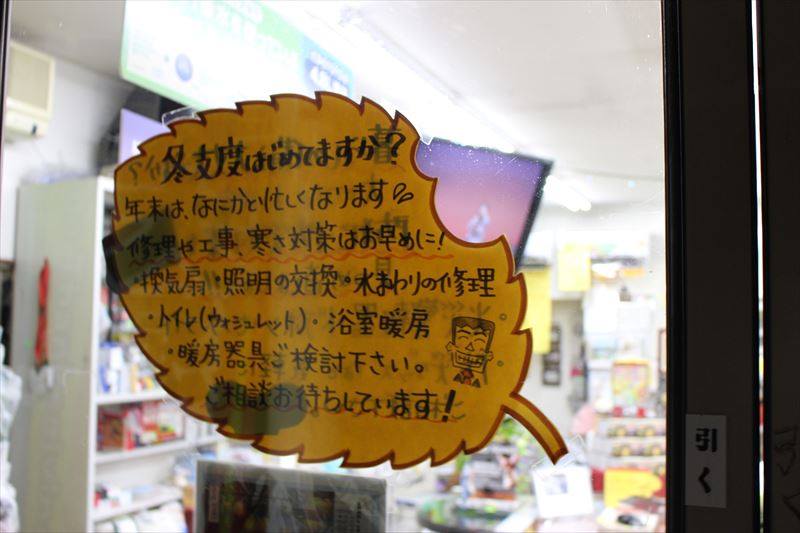 冬支度はじめてますか？
年末は、なにかと忙しくなります
修理や工事、寒さ対策はお早めに！
・換気扇・照明の交換・水まわりの修理
・トイレ(ウォシュレット)・浴室暖房
・暖房器具ご検討下さい。
ご相談お待ちしています！
引く